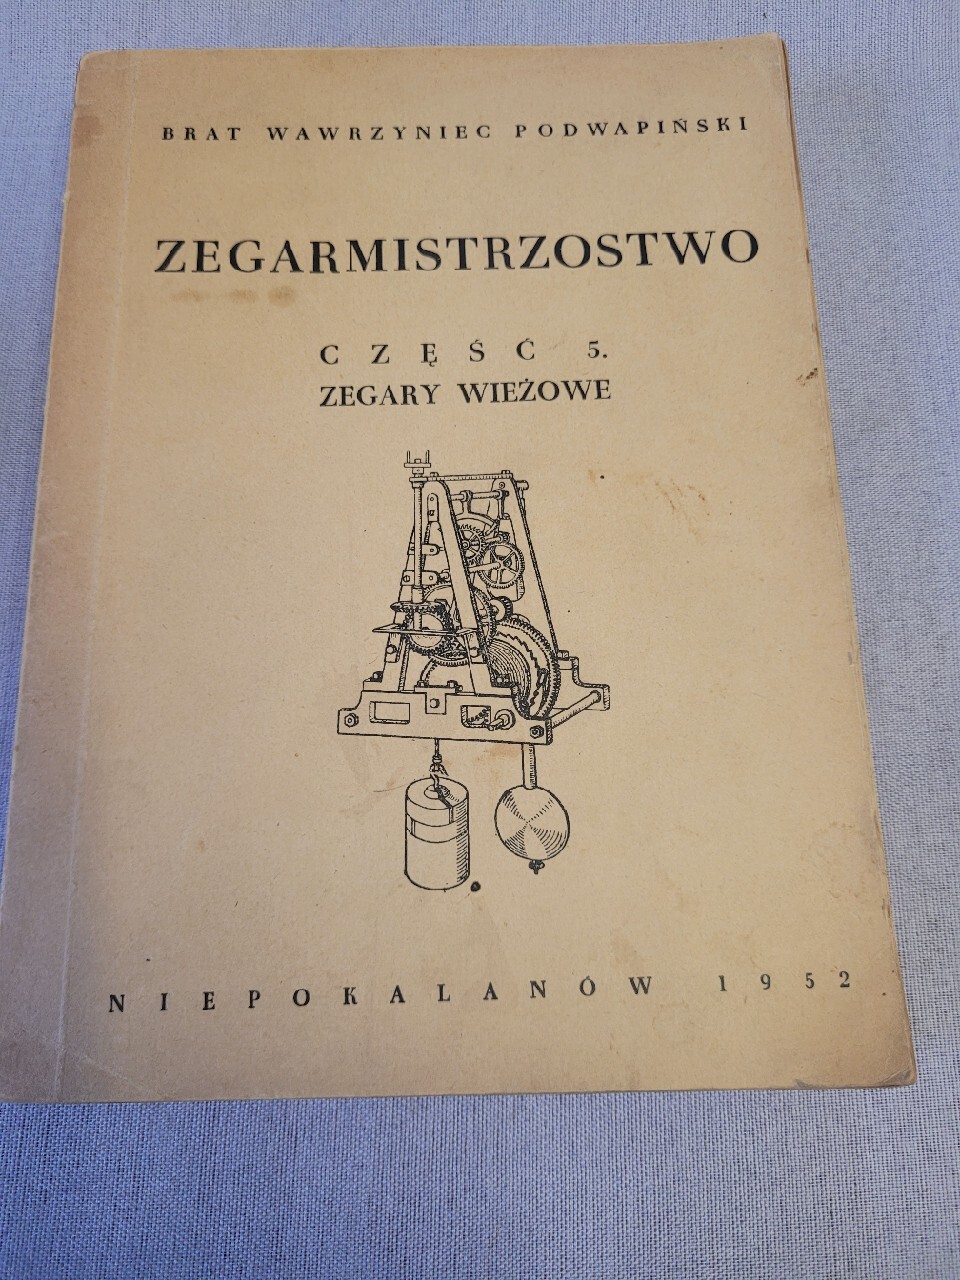 BRAT WAWRZYNIEC PODWAPIŃSKI
ZEGARMISTRZOSTWO
CZĘŚĆ 5.
ZEGARY WIEŻOWE
NIEPOKALANÓW 1952